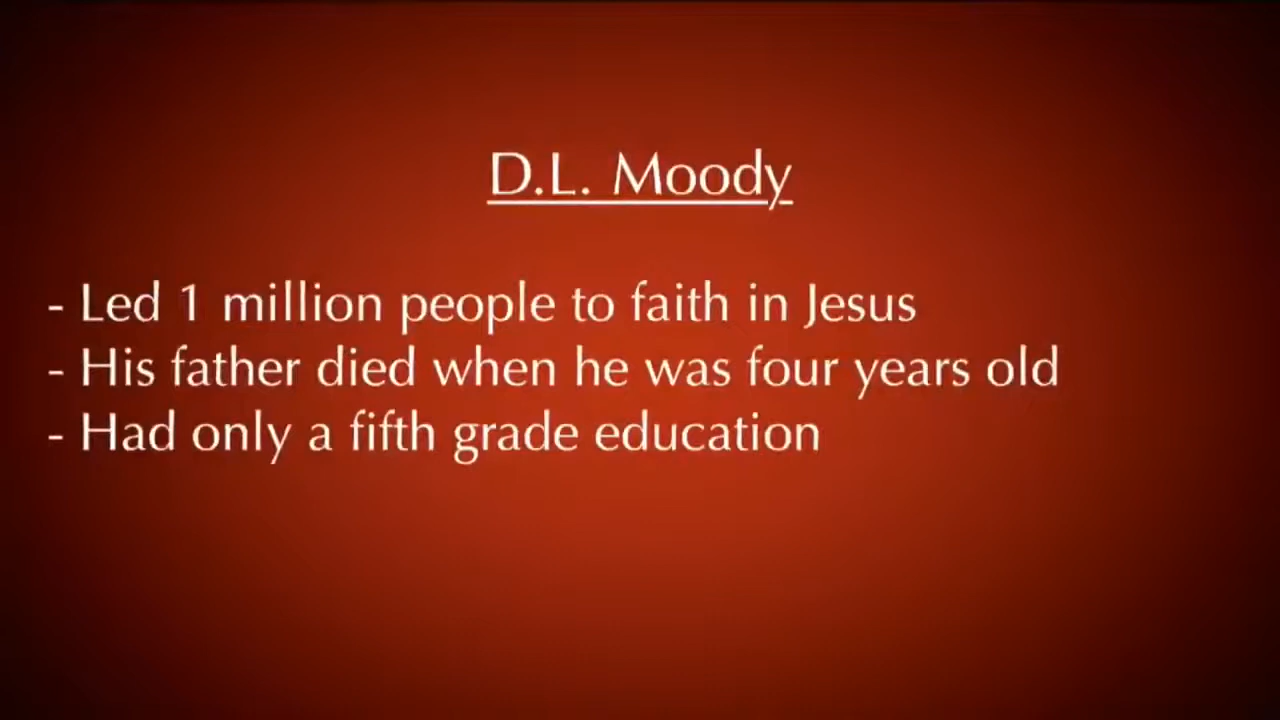 D.L. Moody
- Led 1 million people to faith in Jesus
- His father died when he was four years old
- Had only a fifth grade education